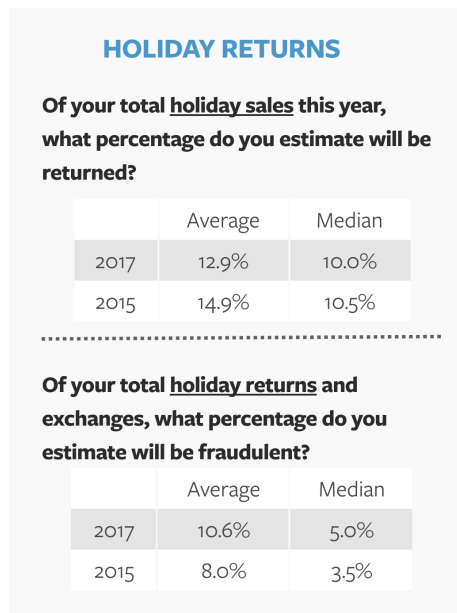 HOLIDAY RETURNS
Of your total holiday sales this year,
what percentage do you estimate will be
returned?
Average Median
2017 12.9% 10.0%
2015 14.9% 10.5%
Of your total holiday returns and
exchanges, what percentage do you
estimate will be fraudulent?
Average Median
2017 10.6% 5.0%
2015 8.0% 3.5%